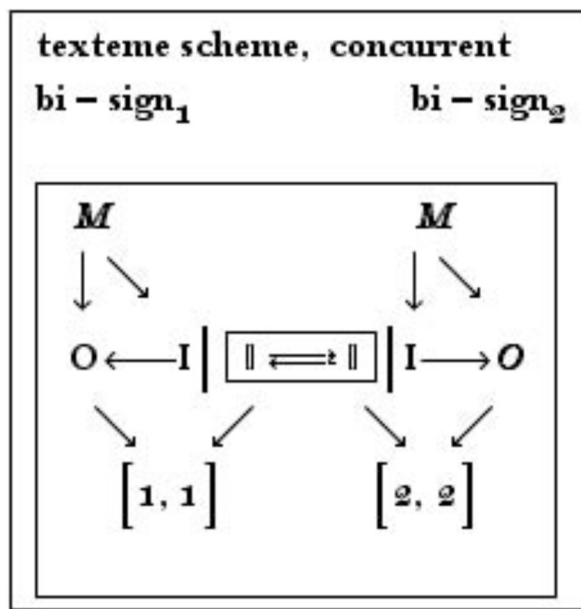 texteme scheme, concurrent
bi – sign₁ bi – sign₂
M M
O ← I | 𝕀 ⇌ 𝕀 | I → O
[1, 1] [2, 2]